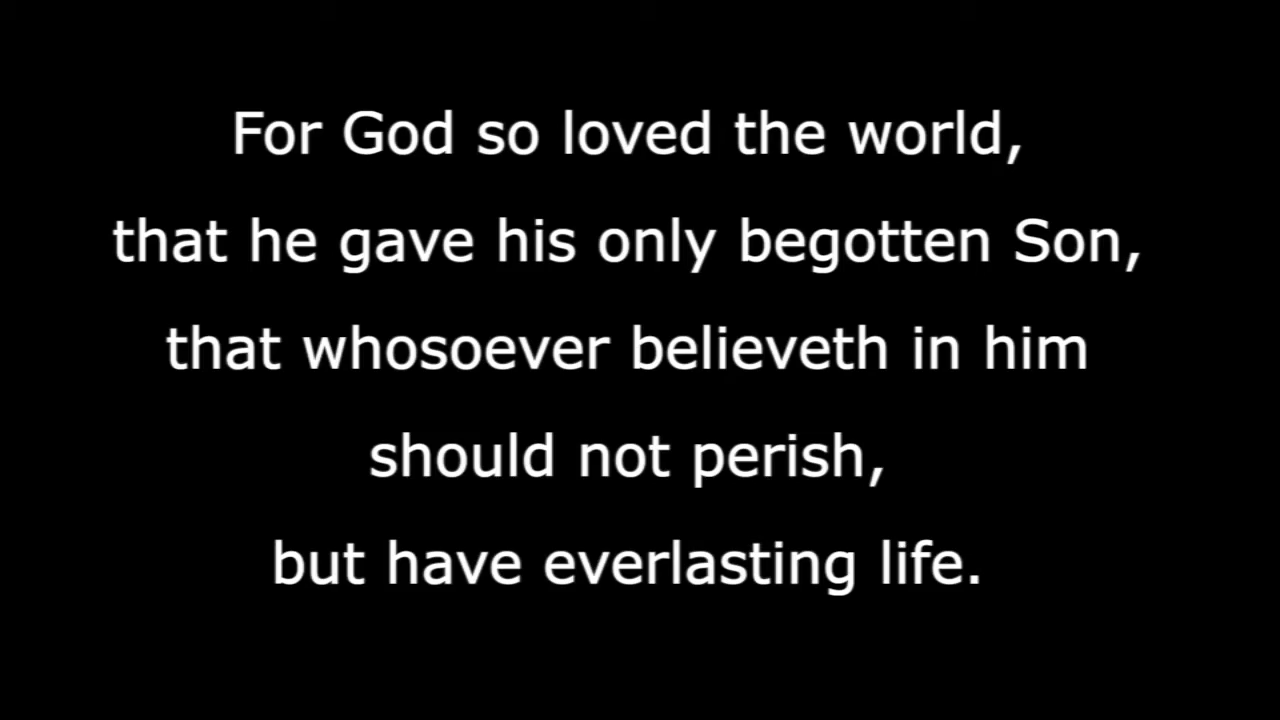 For God so loved the world,
that he gave his only begotten Son,
that whosoever believeth in him
should not perish,
but have everlasting life.